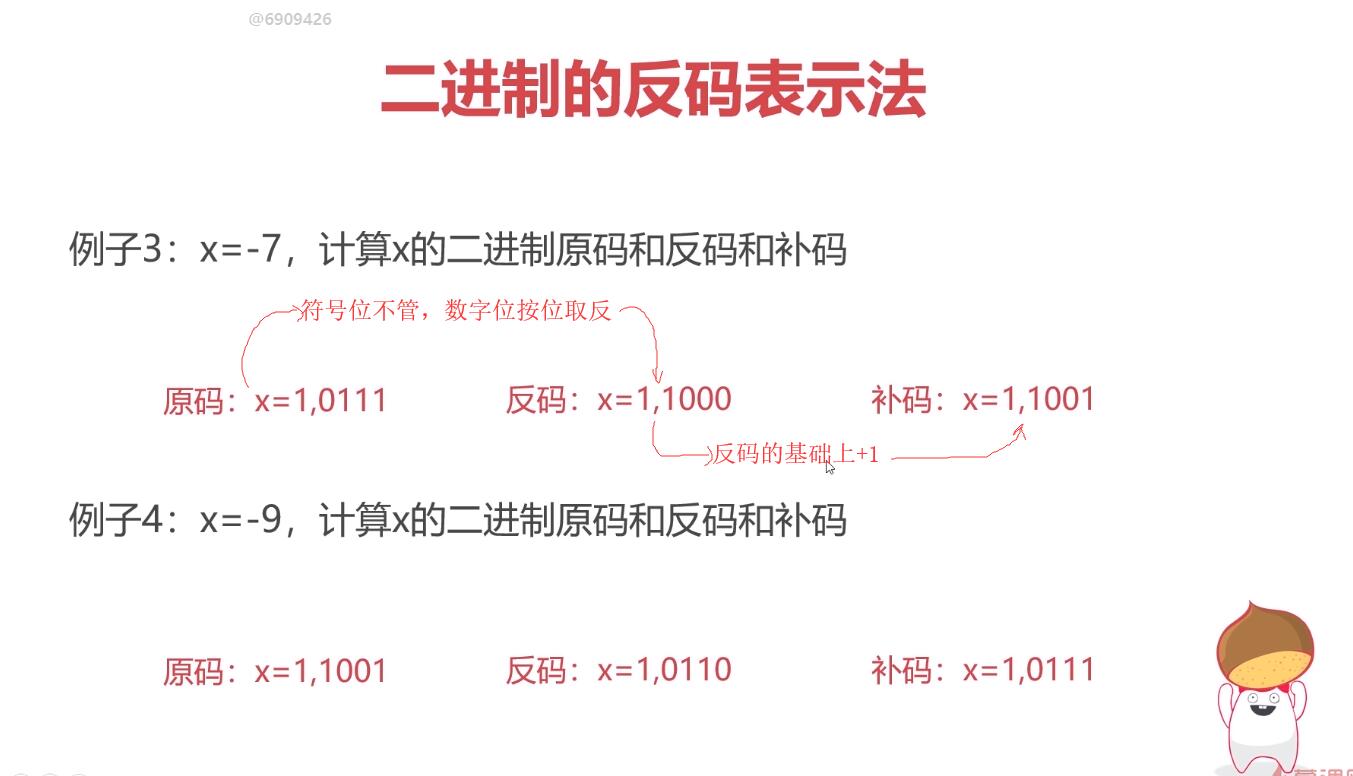 @6909426
二进制的反码表示法
例子3：x=-7，计算x的二进制原码和反码和补码
符号位不管，数字位按位取反
原码：x=1,0111 反码：x=1,1000 补码：x=1,1001
反码的基础上+1
例子4：x=-9，计算x的二进制原码和反码和补码
原码：x=1,1001 反码：x=1,0110 补码：x=1,0111